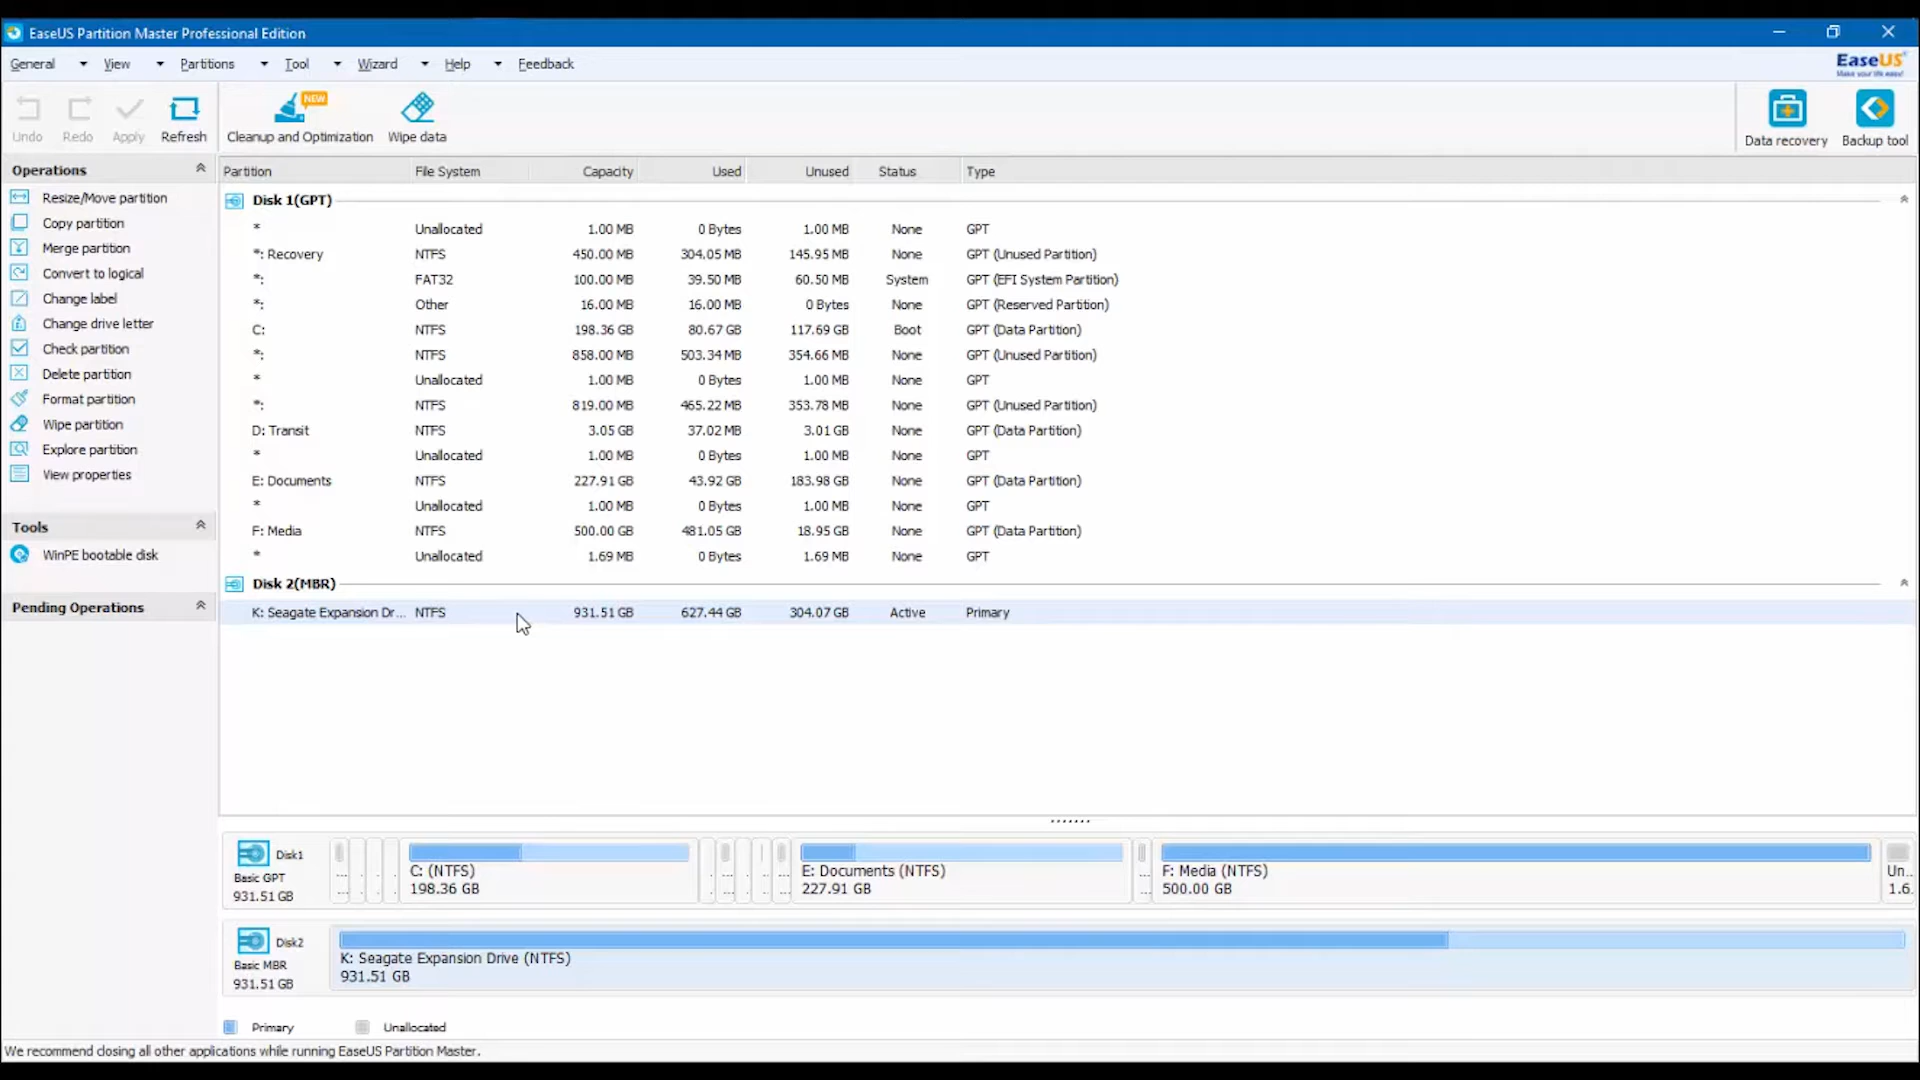 EaseUS Partition Master Professional Edition
General View Partitions Tool Wizard Help Feedback
EaseUS
Make your life easy!
Undo Redo Apply Refresh Cleanup and Optimization NEW Wipe data Data recovery Backup tool
Operations
Resize/Move partition
Copy partition
Merge partition
Convert to logical
Change label
Change drive letter
Check partition
Delete partition
Format partition
Wipe partition
Explore partition
View properties
Tools
WinPE bootable disk
Pending Operations
Partition File System Capacity Used Unused Status Type
Disk 1(GPT)
* Unallocated 1.00 MB 0 Bytes 1.00 MB None GPT
*: Recovery NTFS 450.00 MB 304.05 MB 145.95 MB None GPT (Unused Partition)
*: FAT32 100.00 MB 39.50 MB 60.50 MB System GPT (EFI System Partition)
*: Other 16.00 MB 16.00 MB 0 Bytes None GPT (Reserved Partition)
C: NTFS 198.36 GB 80.67 GB 117.69 GB Boot GPT (Data Partition)
*: NTFS 858.00 MB 503.34 MB 354.66 MB None GPT (Unused Partition)
* Unallocated 1.00 MB 0 Bytes 1.00 MB None GPT
*: NTFS 819.00 MB 465.22 MB 353.78 MB None GPT (Unused Partition)
D: Transit NTFS 3.05 GB 37.02 MB 3.01 GB None GPT (Data Partition)
* Unallocated 1.00 MB 0 Bytes 1.00 MB None GPT
E: Documents NTFS 227.91 GB 43.92 GB 183.98 GB None GPT (Data Partition)
* Unallocated 1.00 MB 0 Bytes 1.00 MB None GPT
F: Media NTFS 500.00 GB 481.05 GB 18.95 GB None GPT (Data Partition)
* Unallocated 1.69 MB 0 Bytes 1.69 MB None GPT
Disk 2(MBR)
K: Seagate Expansion Dr... NTFS 931.51 GB 627.44 GB 304.07 GB Active Primary
Disk1
Basic GPT
931.51 GB
C: (NTFS)
198.36 GB
E: Documents (NTFS)
227.91 GB
F: Media (NTFS)
500.00 GB
Un...
1.6.
Disk2
Basic MBR
931.51 GB
K: Seagate Expansion Drive (NTFS)
931.51 GB
Primary Unallocated
We recommend closing all other applications while running EaseUS Partition Master.